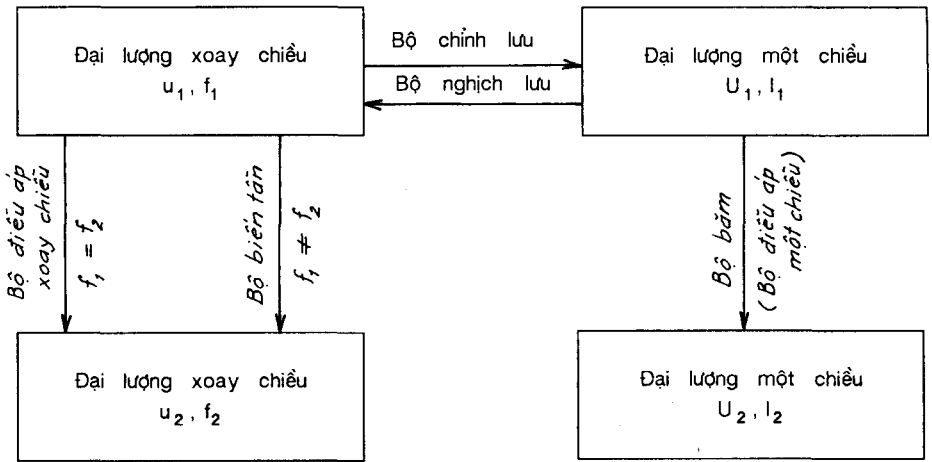 Đại lượng xoay chiều
u₁, f₁
Bộ chỉnh lưu
Bộ nghịch lưu
Đại lượng một chiều
U₁, I₁
Bộ điều áp
xoay chiều
f₁ = f₂
Bộ biến tần
f₁ ≠ f₂
Bộ băm
(Bộ điều áp
một chiều)
Đại lượng xoay chiều
u₂, f₂
Đại lượng một chiều
U₂, I₂